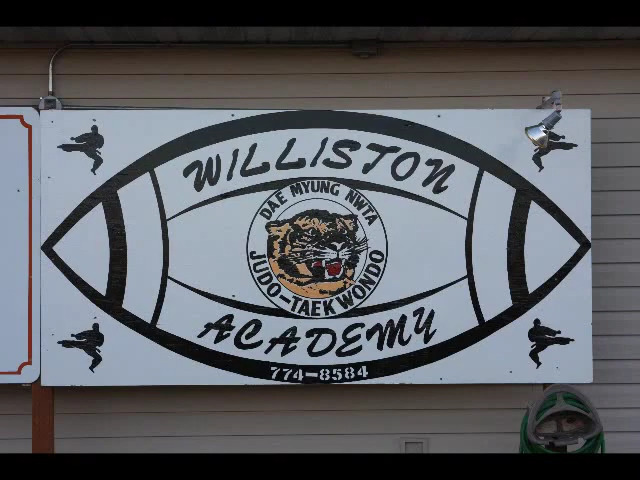 WILLISTON
DAE MYUNG NWTA
JUDO-TAEKWONDO
ACADEMY
774-8584